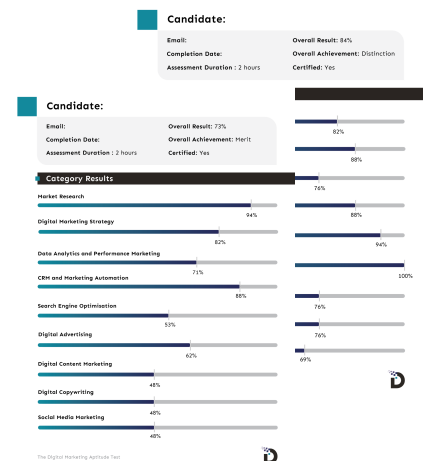 Candidate:
Email:
Overall Result: 84%
Completion Date:
Overall Achievement: Distinction
Assessment Duration : 2 hours
Certified: Yes
82%
88%
76%
88%
94%
100%
76%
76%
69%
Candidate:
Email:
Overall Result: 73%
Completion Date:
Overall Achievement: Merit
Assessment Duration : 2 hours
Certified: Yes
Category Results
Market Research
94%
Digital Marketing Strategy
82%
Data Analytics and Performance Marketing
71%
CRM and Marketing Automation
88%
Search Engine Optimisation
53%
Digital Advertising
62%
Digital Content Marketing
48%
Digital Copywriting
48%
Social Media Marketing
48%
The Digital Marketing Aptitude Test